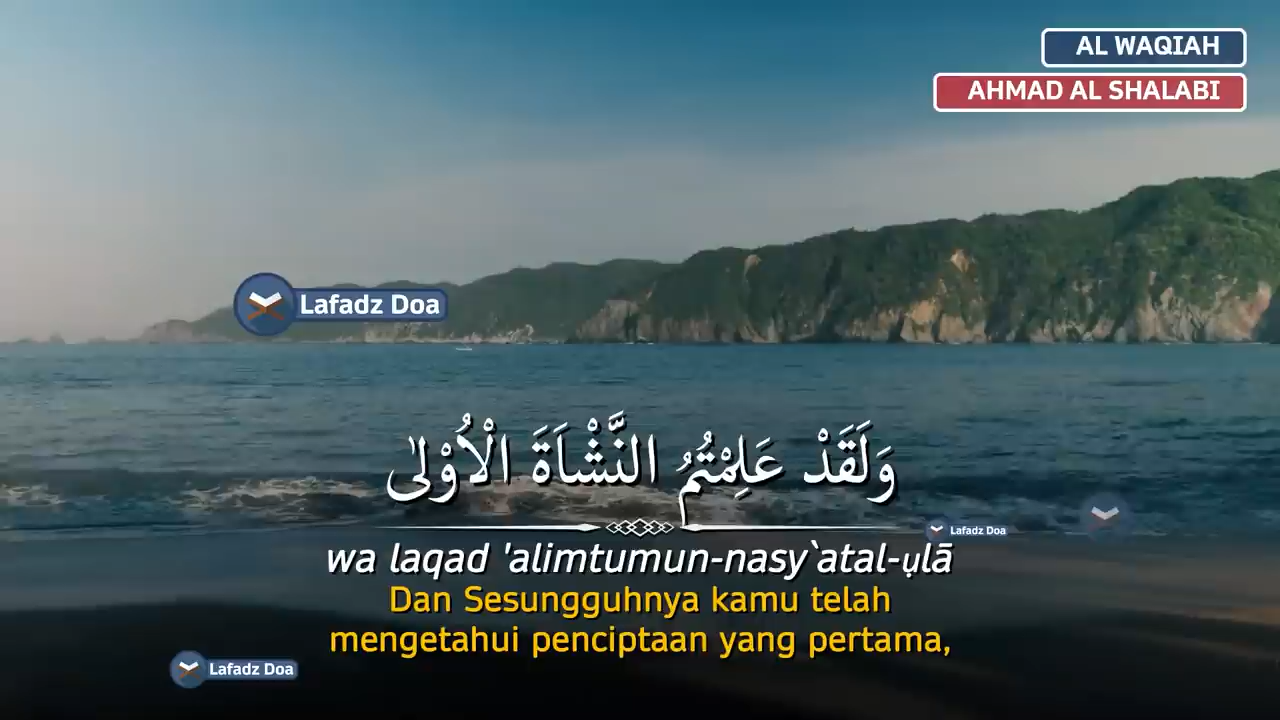 AL WAQIAH
AHMAD AL SHALABI
Lafadz Doa
وَلَقَدْ عَلِمْتُمُ النَّشْاَةَ الْاُوْلٰى
Lafadz Doa
wa laqad 'alimtumun-nasy`atal-ụlā
Dan Sesungguhnya kamu telah
mengetahui penciptaan yang pertama,
Lafadz Doa